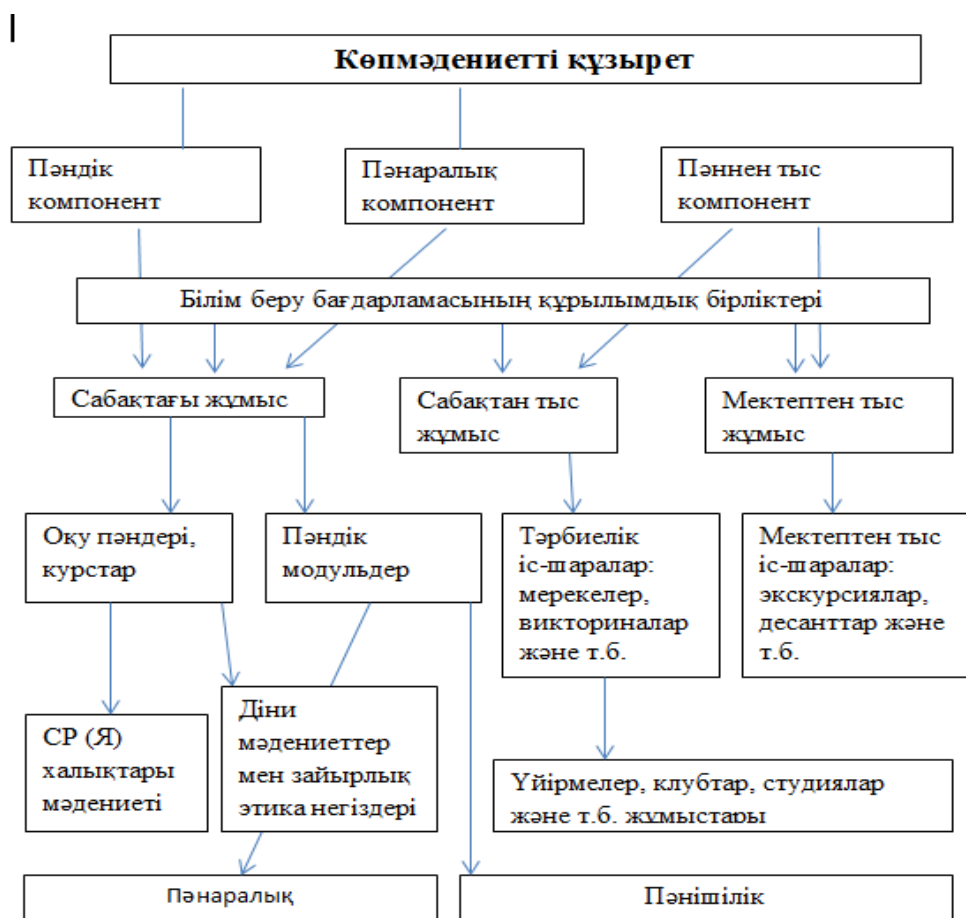 Көпмәдениетті құзырет
Пәндік
компонент
Пәнаралық
компонент
Пәннен тыс
компонент
Білім беру бағдарламасының құрылымдық бірліктері
Сабақтағы жұмыс
Сабақтан тыс
жұмыс
Мектептен тыс
жұмыс
Оқу пәндері,
курстар
Пәндік
модульдер
Тәрбиелік
іс-шаралар:
мерекелер,
викториналар
және т.б.
Мектептен тыс
іс-шаралар:
экскурсиялар,
десанттар және
т.б.
СР (Я)
халықтары
мәдениеті
Діни
мәдениеттер
мен зайырлық
этика негіздері
Үйірмелер, клубтар, студиялар
және т.б. жұмыстары
Пәнаралық
Пәнішілік